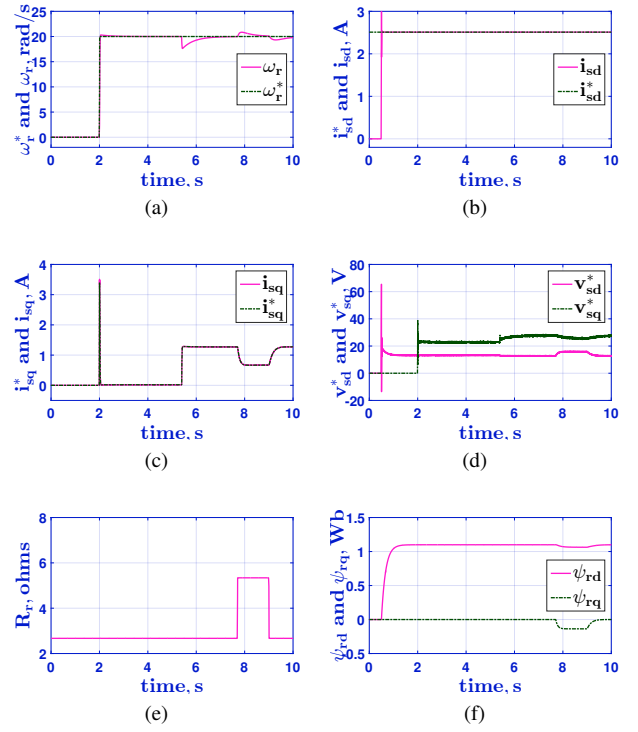 ω*r and ωr, rad/s
25
20
15
10
5
0
ωr
ω*r
0 2 4 6 8 10
time, s
(a)
i*sd and isd, A
3
2
1
0
isd
i*sd
0 2 4 6 8 10
time, s
(b)
i*sq and isq, A
4
3
2
1
0
isq
i*sq
0 2 4 6 8 10
time, s
(c)
v*sd and v*sq, V
80
60
40
20
0
-20
v*sd
v*sq
0 2 4 6 8 10
time, s
(d)
Rr, ohms
8
6
4
2
0 2 4 6 8 10
time, s
(e)
ψrd and ψrq, Wb
1.5
1
0.5
0
0.5
ψrd
ψrq
0 2 4 6 8 10
time, s
(f)